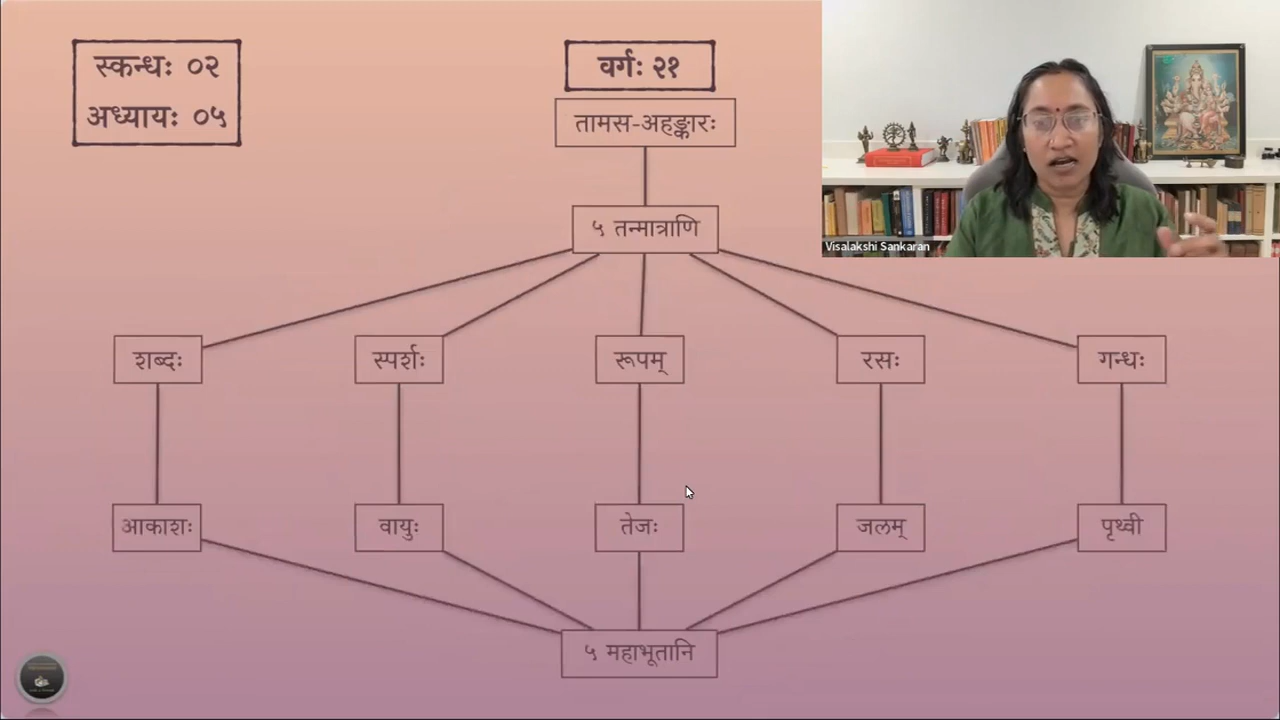 स्कन्धः ०२
अध्यायः ०५
वर्गः २१
तामस-अहङ्कारः
५ तन्मात्राणि
शब्दः
स्पर्शः
रूपम्
रसः
गन्धः
आकाशः
वायुः
तेजः
जलम्
पृथ्वी
५ महाभूतानि
Visalakshi Sankaran